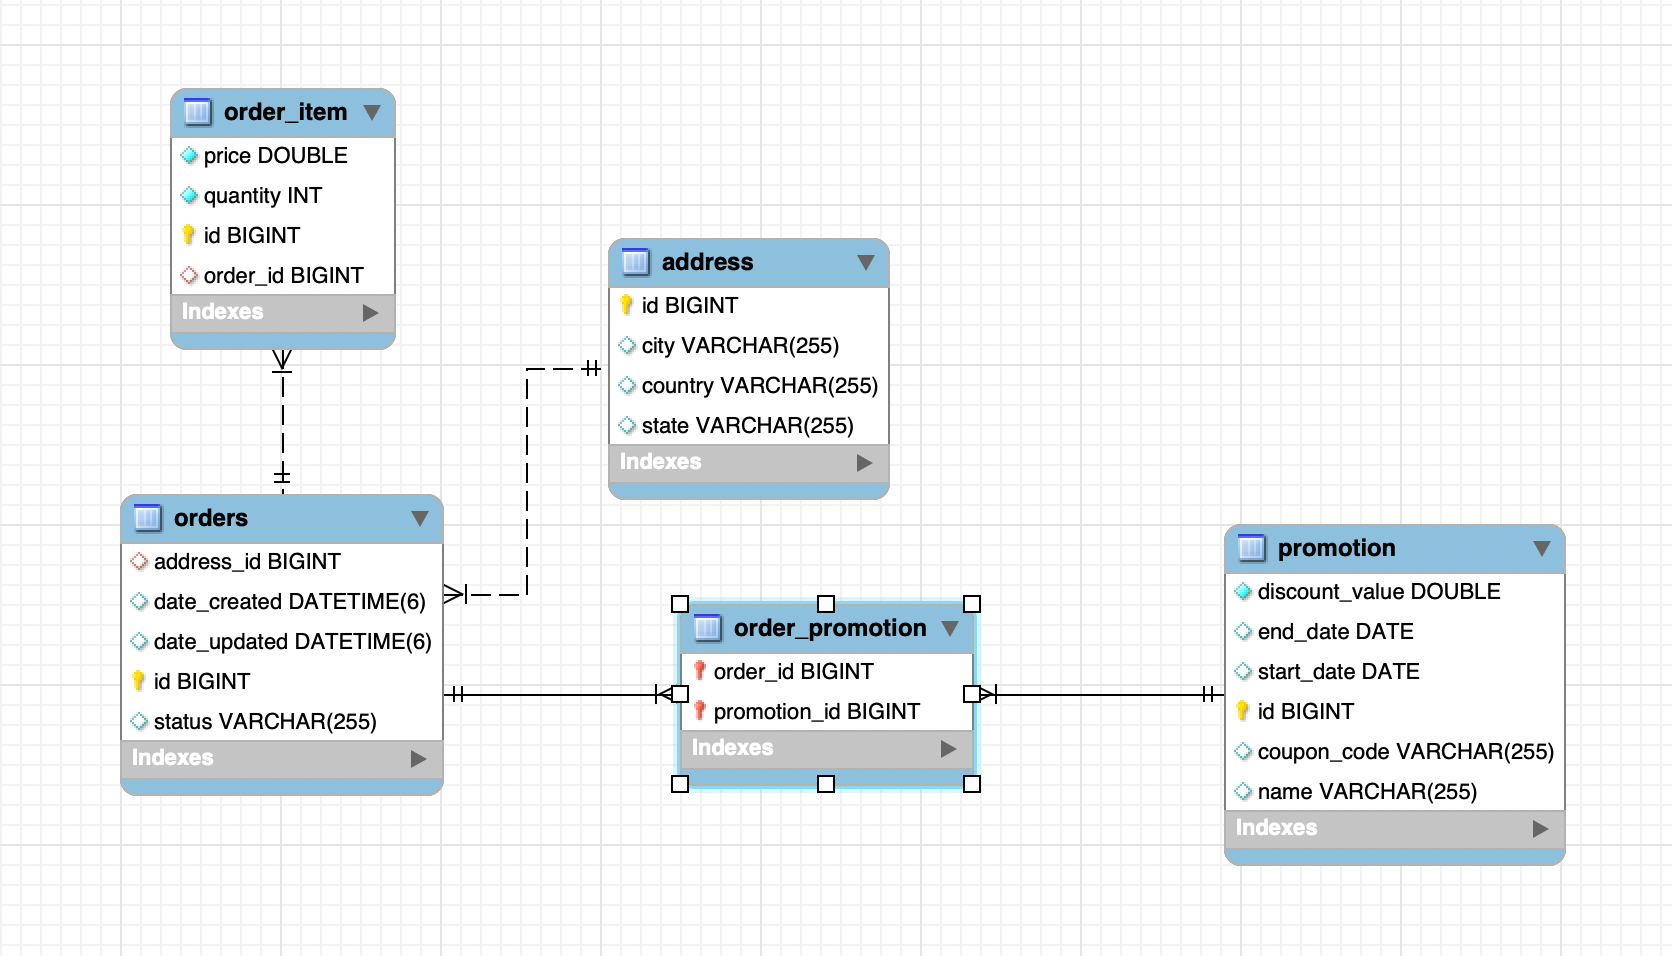 order_item
price DOUBLE
quantity INT
id BIGINT
order_id BIGINT
Indexes
address
id BIGINT
city VARCHAR(255)
country VARCHAR(255)
state VARCHAR(255)
Indexes
orders
address_id BIGINT
date_created DATETIME(6)
date_updated DATETIME(6)
id BIGINT
status VARCHAR(255)
Indexes
order_promotion
order_id BIGINT
promotion_id BIGINT
Indexes
promotion
discount_value DOUBLE
end_date DATE
start_date DATE
id BIGINT
coupon_code VARCHAR(255)
name VARCHAR(255)
Indexes